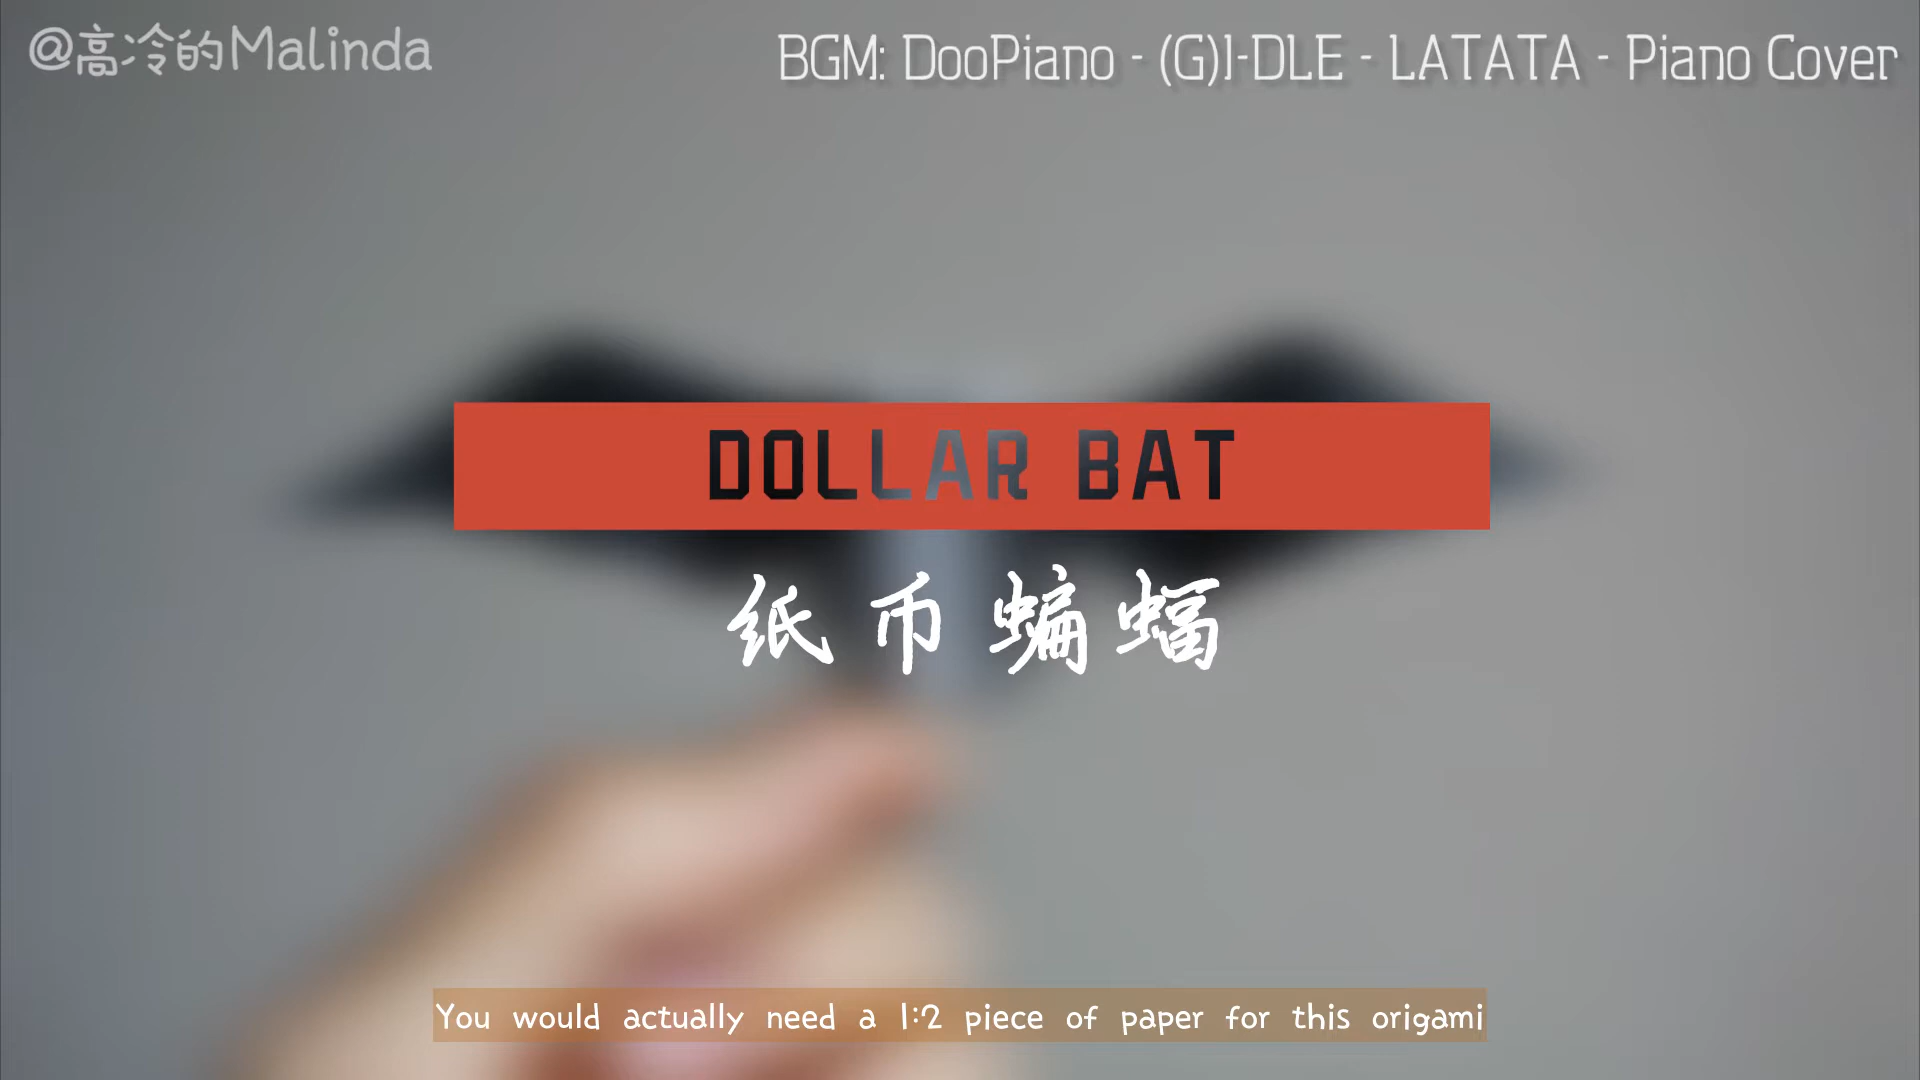 @高冷的Malinda
BGM: DooPiano - (G)I-DLE - LATATA - Piano Cover
DOLLAR BAT
纸币蝙蝠
You would actually need a 1:2 piece of paper for this origami